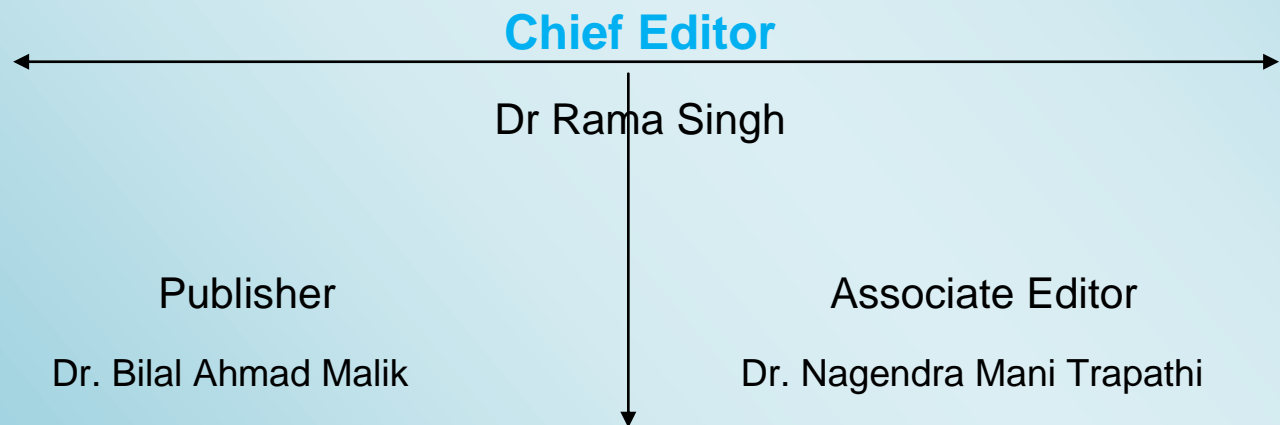 Chief Editor
Dr Rama Singh
Publisher
Associate Editor
Dr. Bilal Ahmad Malik
Dr. Nagendra Mani Trapathi